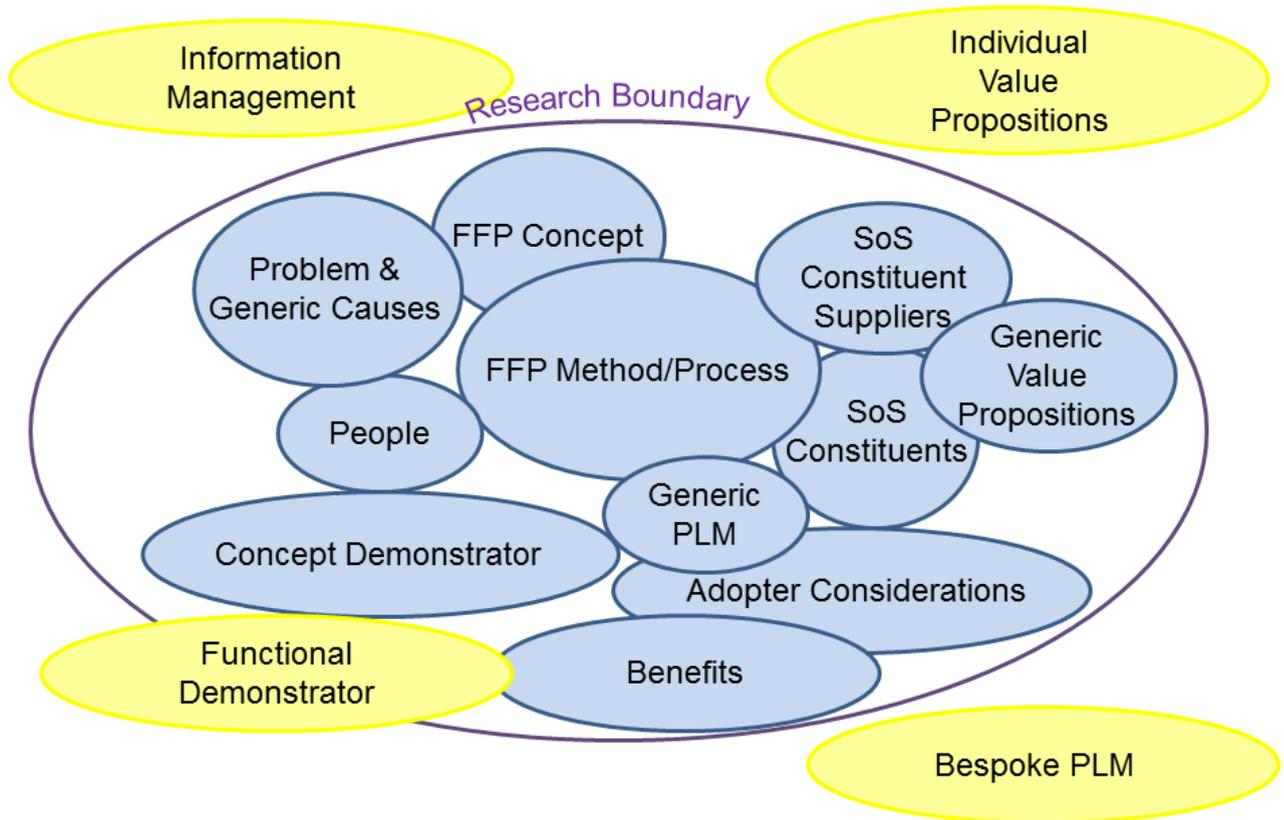 Information
Management
Individual
Value
Propositions
Research Boundary
FFP Concept
Problem &
Generic Causes
SoS
Constituent
Suppliers
Generic
Value
Propositions
FFP Method/Process
SoS
Constituents
People
Generic
PLM
Concept Demonstrator
Adopter Considerations
Functional
Demonstrator
Benefits
Bespoke PLM